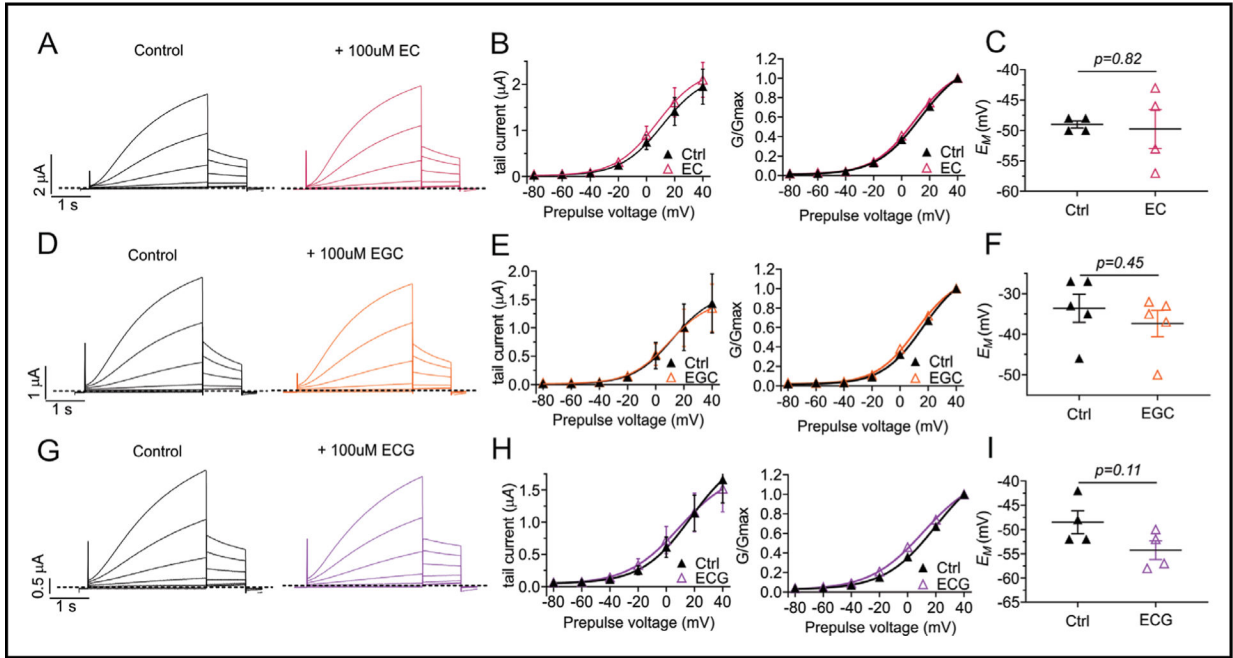 A
Control
+ 100uM EC
2 μA
1 s
B
tail current (μA)
2
1
0
-80 -60 -40 -20 0 20 40
Prepulse voltage (mV)
Ctrl
EC
G/Gmax
1.2
1.0
0.8
0.6
0.4
0.2
0.0
-80 -60 -40 -20 0 20 40
Prepulse voltage (mV)
Ctrl
EC
C
p=0.82
EM (mV)
-40
-45
-50
-55
-60
Ctrl EC
D
Control
+ 100uM EGC
1 μA
1 s
E
tail current (μA)
2.0
1.5
1.0
0.5
0.0
-80 -60 -40 -20 0 20 40
Prepulse voltage (mV)
Ctrl
EGC
G/Gmax
1.2
1.0
0.8
0.6
0.4
0.2
0.0
-80 -60 -40 -20 0 20 40
Prepulse voltage (mV)
Ctrl
EGC
F
p=0.45
EM (mV)
-30
-40
-50
Ctrl EGC
G
Control
+ 100uM ECG
0.5 μA
1 s
H
tail current (μA)
1.5
1.0
0.5
0.0
-80 -60 -40 -20 0 20 40
Prepulse voltage (mV)
Ctrl
ECG
G/Gmax
1.2
1.0
0.8
0.6
0.4
0.2
0.0
-80 -60 -40 -20 0 20 40
Prepulse voltage (mV)
Ctrl
ECG
I
p=0.11
EM (mV)
-40
-45
-50
-55
-60
-65
Ctrl ECG